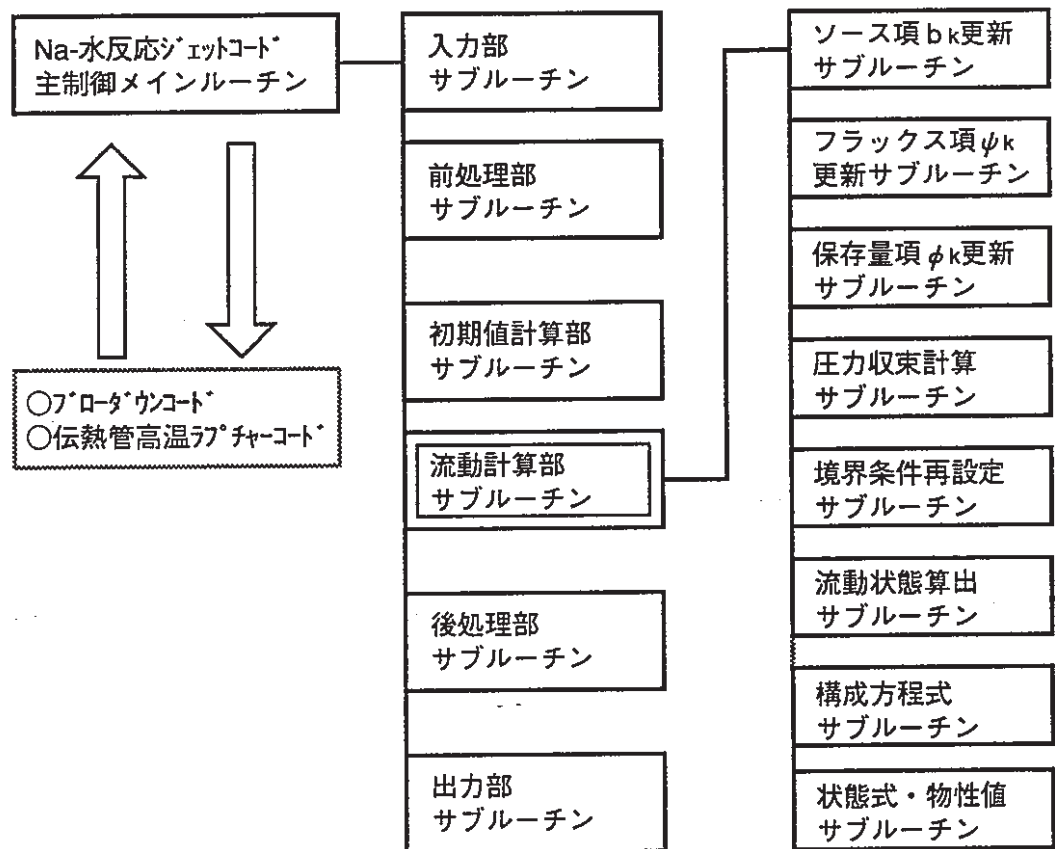 Na-水反応ジェットコード
主制御メインルーチン
○ブローダウンコード
○伝熱管高温ラプチャーコード
入力部
サブルーチン
前処理部
サブルーチン
初期値計算部
サブルーチン
流動計算部
サブルーチン
後処理部
サブルーチン
出力部
サブルーチン
ソース項bk更新
サブルーチン
フラックス項ψk
更新サブルーチン
保存量項φk更新
サブルーチン
圧力収束計算
サブルーチン
境界条件再設定
サブルーチン
流動状態算出
サブルーチン
構成方程式
サブルーチン
状態式・物性値
サブルーチン